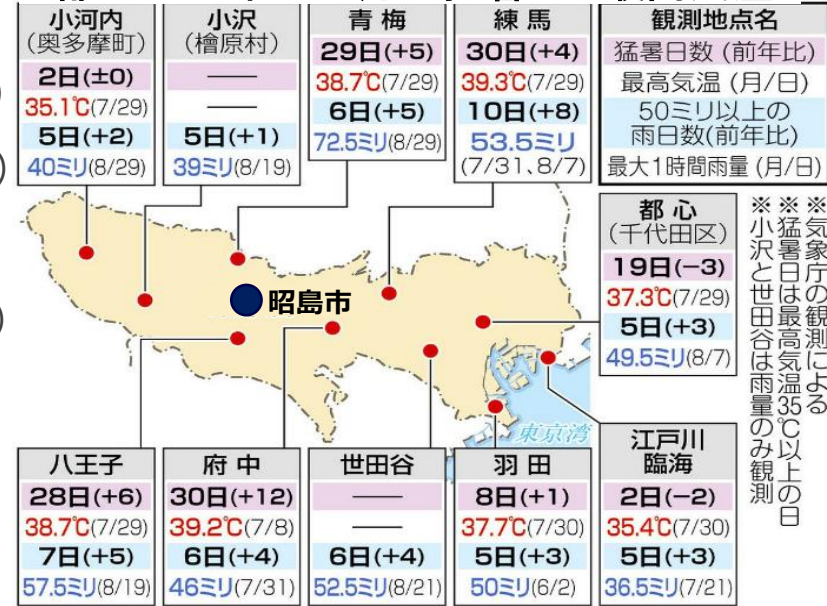 小河内
(奥多摩町)
2日(±0)
35.1℃(7/29)
5日(+2)
40ミリ(8/29)
小沢
(檜原村)
——
——
5日(+1)
39ミリ(8/19)
青梅
29日(+5)
38.7℃(7/29)
6日(+5)
72.5ミリ(8/29)
練馬
30日(+4)
39.3℃(7/29)
10日(+8)
53.5ミリ
(7/31、8/7)
観測地点名
猛暑日数(前年比)
最高気温(月/日)
50ミリ以上の
雨日数(前年比)
最大1時間雨量(月/日)
都心
(千代田区)
19日(−3)
37.3℃(7/29)
5日(+3)
49.5ミリ(8/7)
※気象庁の観測による
※猛暑日は最高気温35℃以上の日
※小沢と世田谷は雨量のみ観測
昭島市
東京湾
八王子
28日(+6)
38.7℃(7/29)
7日(+5)
57.5ミリ(8/19)
府中
30日(+12)
39.2℃(7/8)
6日(+4)
46ミリ(7/31)
世田谷
——
——
6日(+4)
52.5ミリ(8/21)
羽田
8日(+1)
37.7℃(7/30)
5日(+3)
50ミリ(6/2)
江戸川
臨海
2日(−2)
35.4℃(7/30)
5日(+3)
36.5ミリ(7/21)